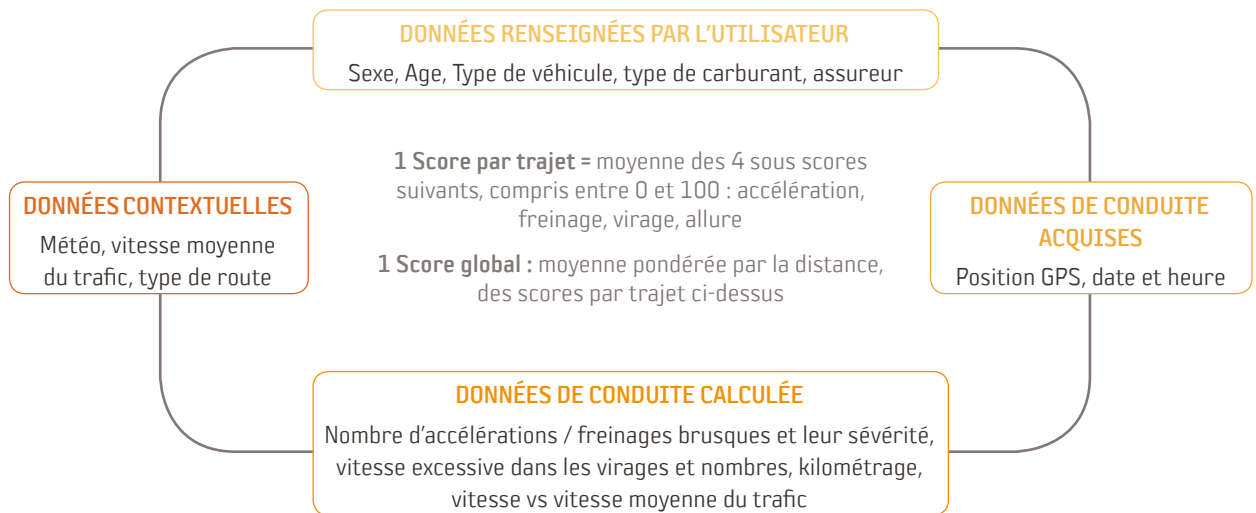 DONNÉES RENSEIGNÉES PAR L'UTILISATEUR
Sexe, Age, Type de véhicule, type de carburant, assureur
1 Score par trajet = moyenne des 4 sous scores
suivants, compris entre 0 et 100 : accélération,
freinage, virage, allure
1 Score global : moyenne pondérée par la distance,
des scores par trajet ci-dessus
DONNÉES CONTEXTUELLES
Météo, vitesse moyenne
du trafic, type de route
DONNÉES DE CONDUITE
ACQUISES
Position GPS, date et heure
DONNÉES DE CONDUITE CALCULÉE
Nombre d'accélérations / freinages brusques et leur sévérité,
vitesse excessive dans les virages et nombres, kilométrage,
vitesse vs vitesse moyenne du trafic